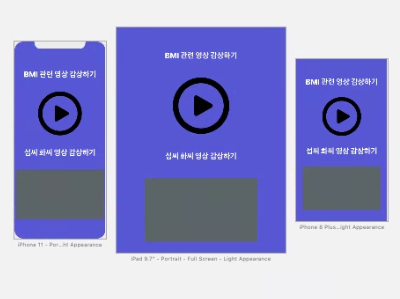 BMI 관련 영상 감상하기
섭씨 화씨 영상 감상하기
iPhone 11 - Por...ht Appearance
BMI 관련 영상 감상하기
섭씨 화씨 영상 감상하기
iPad 9.7" - Portrait - Full Screen - Light Appearance
BMI 관련 영상 감상하기
섭씨 화씨 영상 감상하기
iPhone 8 Plus...ight Appearance